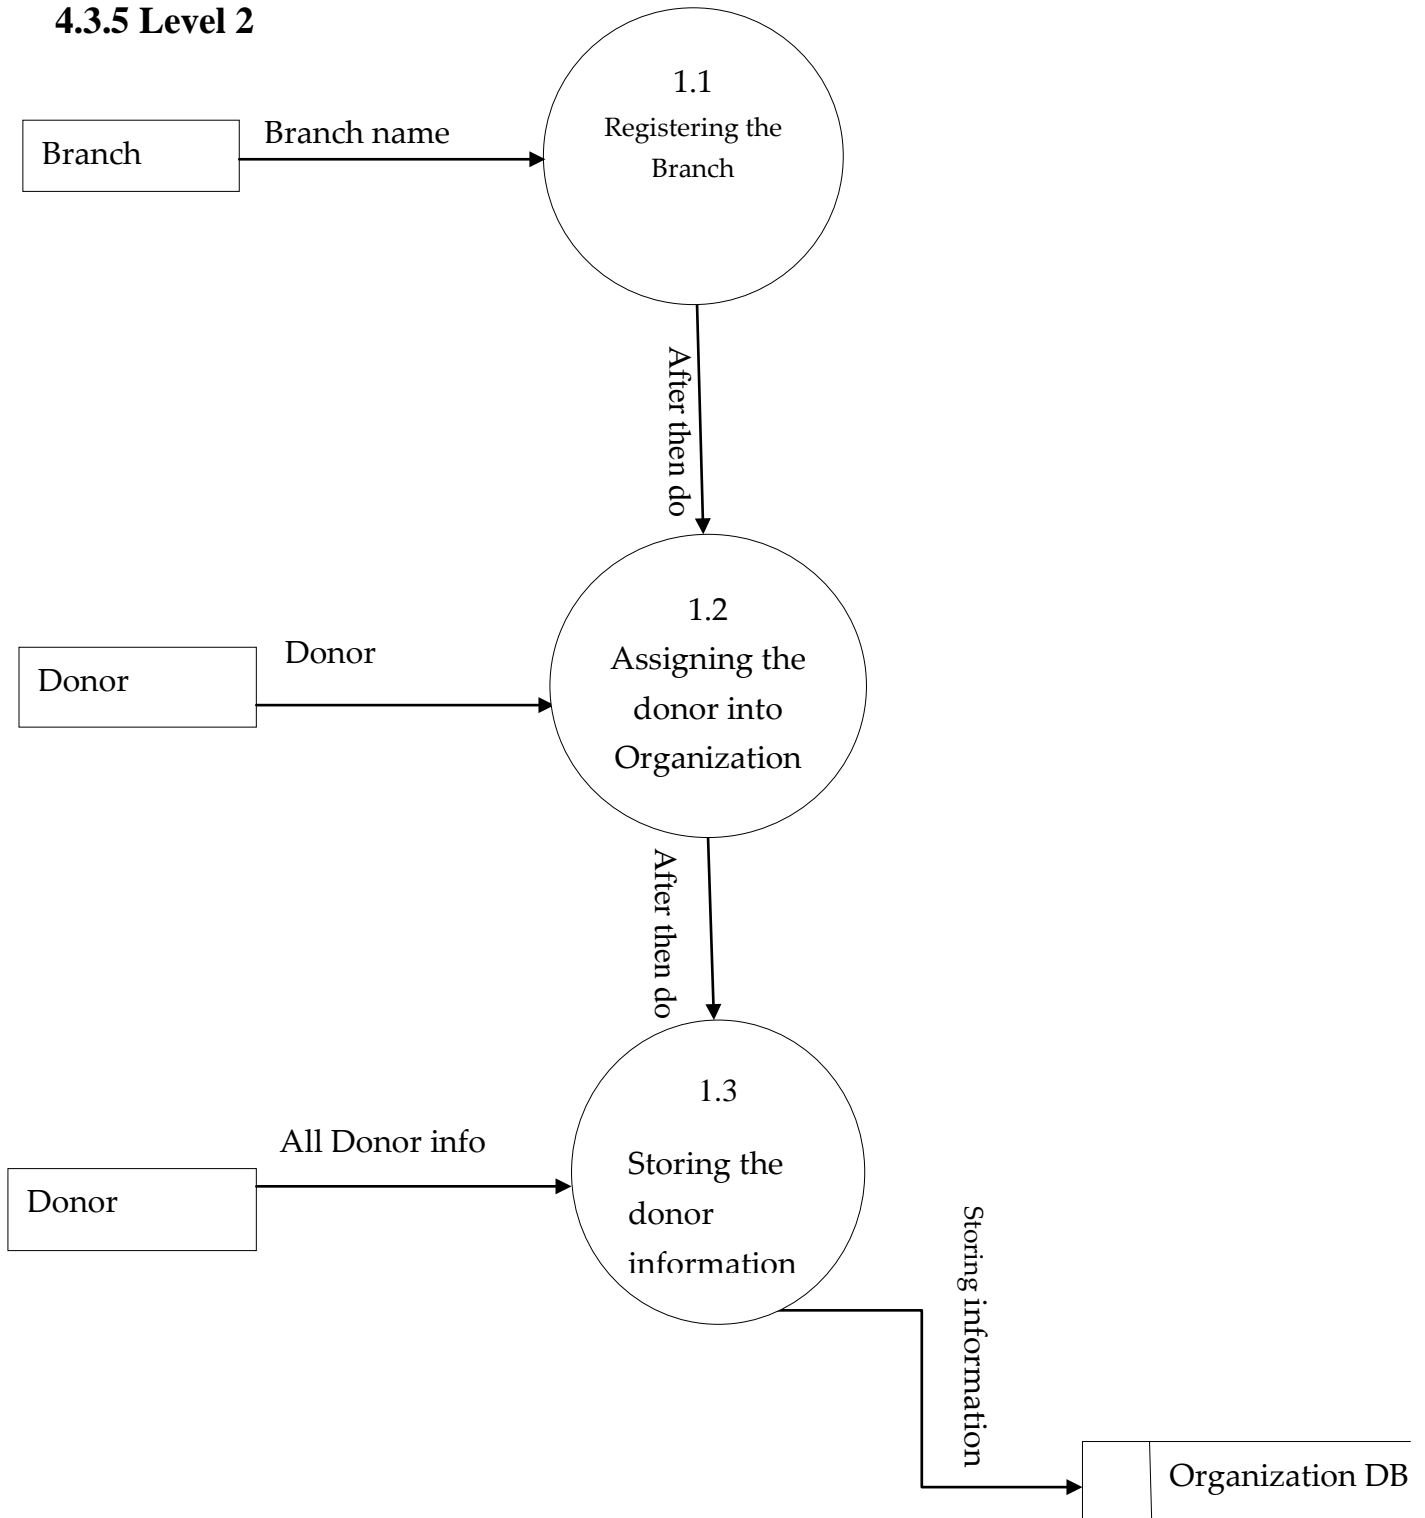 4.3.5 Level 2
1.1
Registering the
Branch
Branch name
Branch
After then do
1.2
Assigning the
donor into
Organization
Donor
Donor
After then do
1.3
Storing the
donor
information
All Donor info
Donor
Storing information
Organization DB